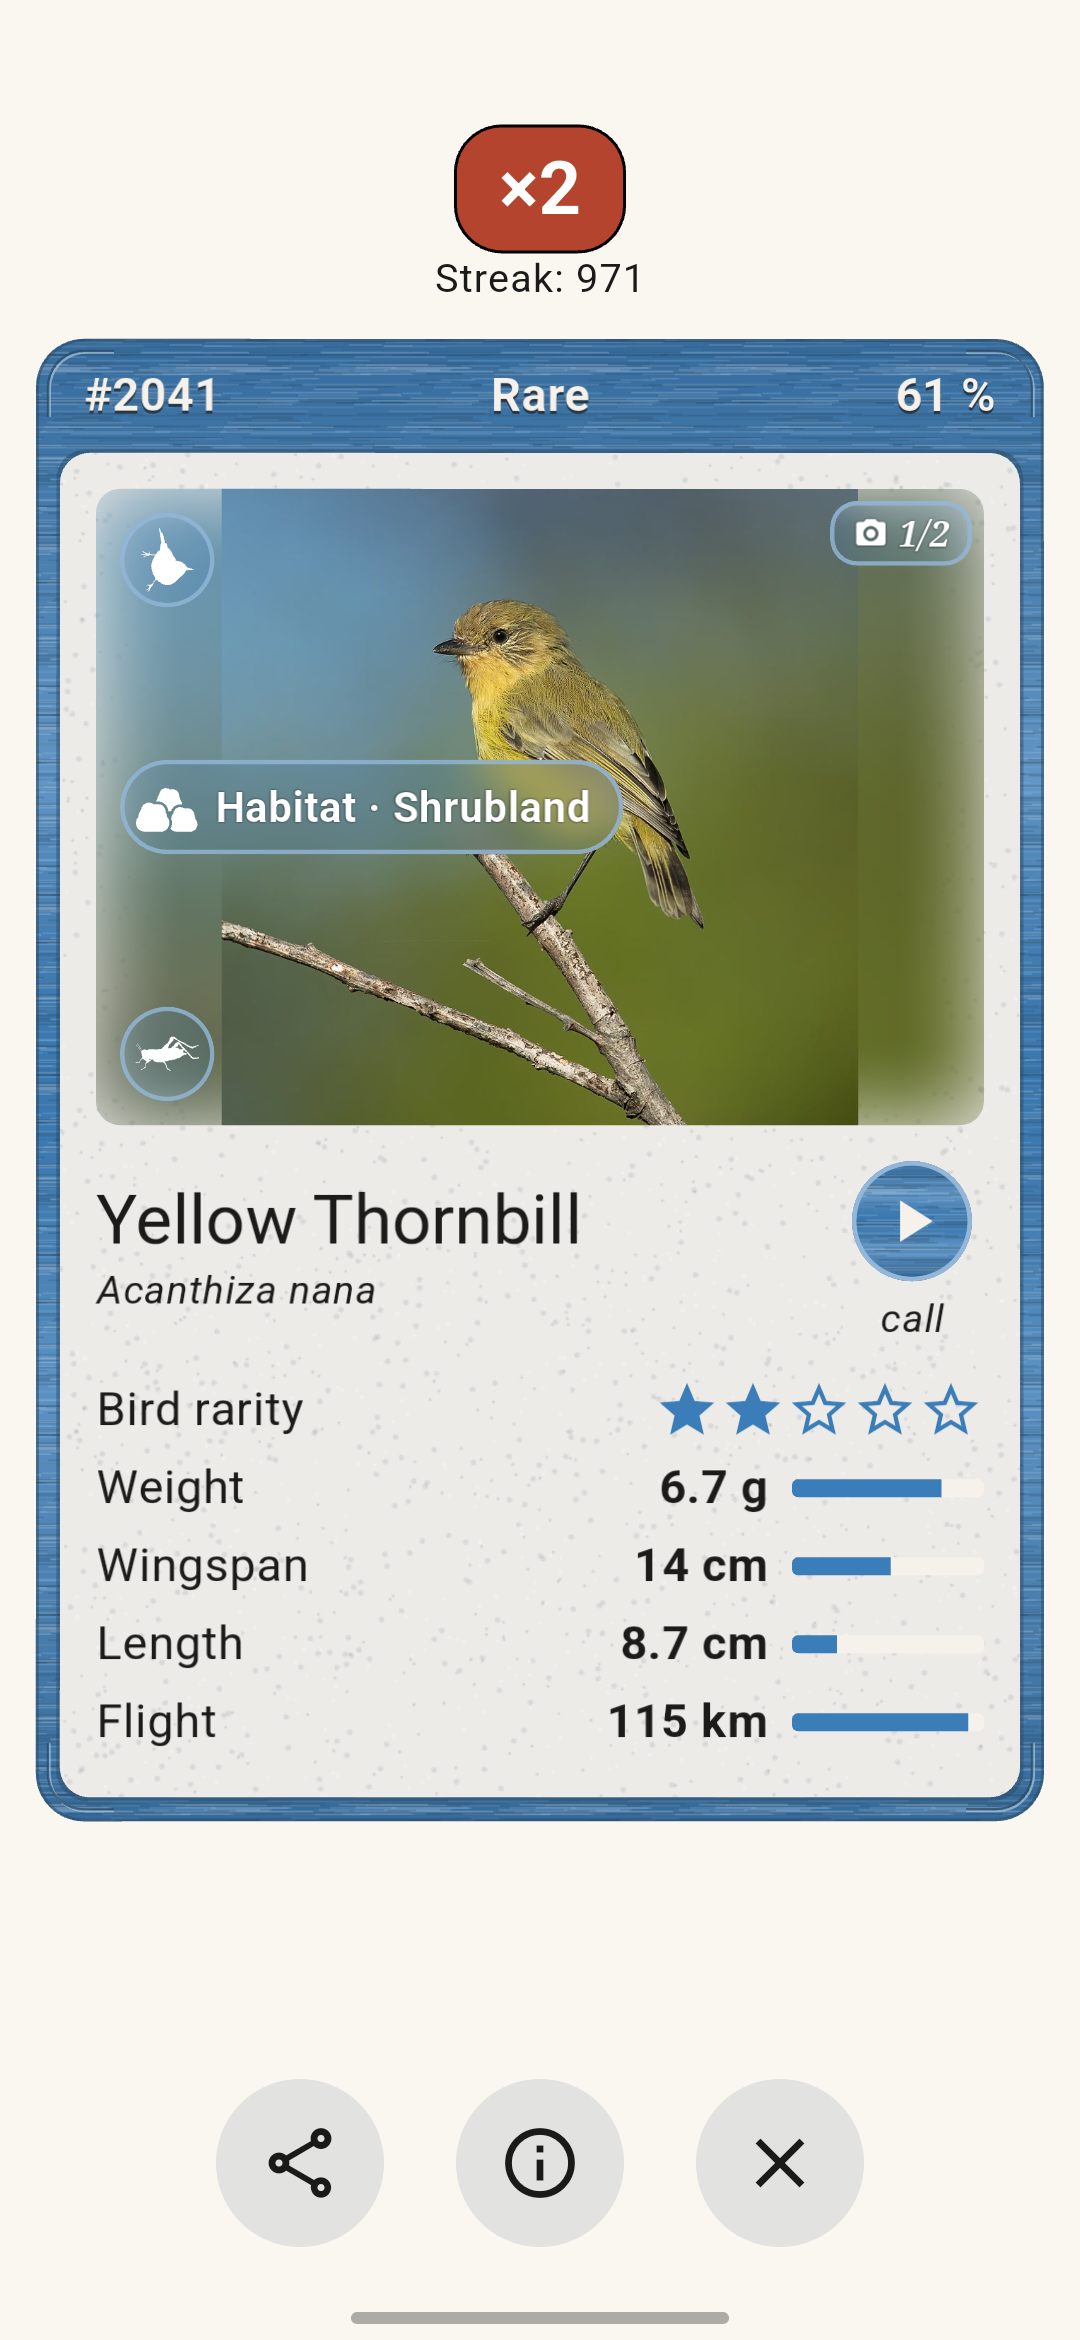 ×2
Streak: 971
#2041 Rare 61 %
1/2
Habitat · Shrubland
Yellow Thornbill
Acanthiza nana
call
Bird rarity
Weight 6.7 g
Wingspan 14 cm
Length 8.7 cm
Flight 115 km